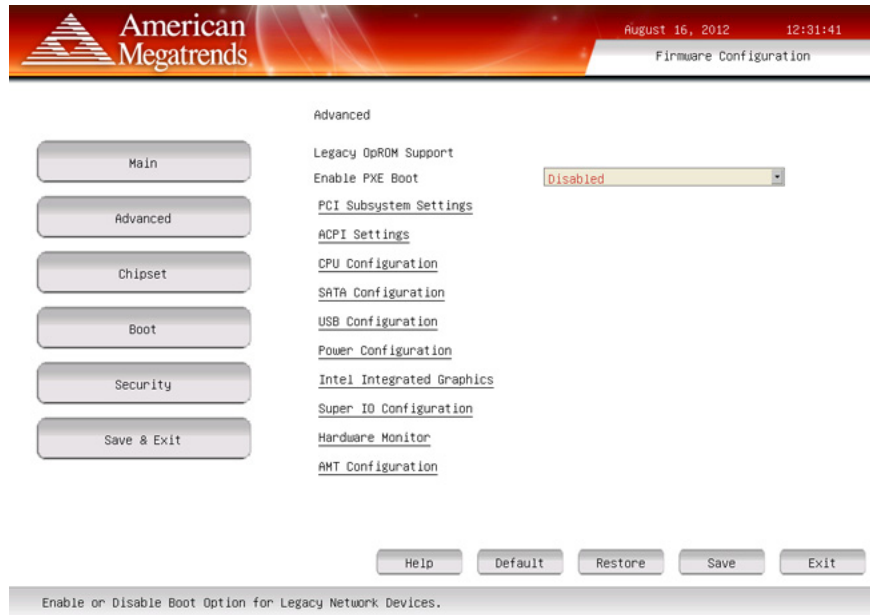 American
Megatrends
August 16, 2012 12:31:41
Firmware Configuration
Main
Advanced
Chipset
Boot
Security
Save & Exit
Advanced
Legacy OpROM Support
Enable PXE Boot Disabled
PCI Subsystem Settings
ACPI Settings
CPU Configuration
SATA Configuration
USB Configuration
Power Configuration
Intel Integrated Graphics
Super IO Configuration
Hardware Monitor
AMT Configuration
Help Default Restore Save Exit
Enable or Disable Boot Option for Legacy Network Devices.